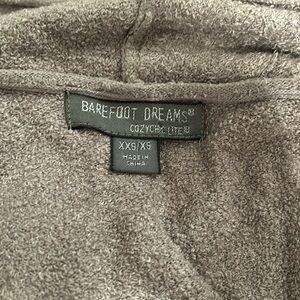 BAREFOOT DREAMS®
COZYCHIC LITE®
XXS/XS
MADE IN
CHINA